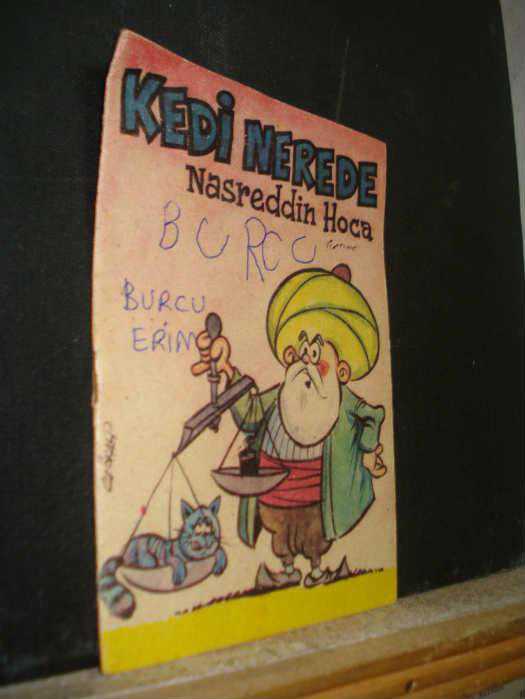 KEDİ NEREDE
Nasreddin Hoca
BURCU
BURCU
ERİM